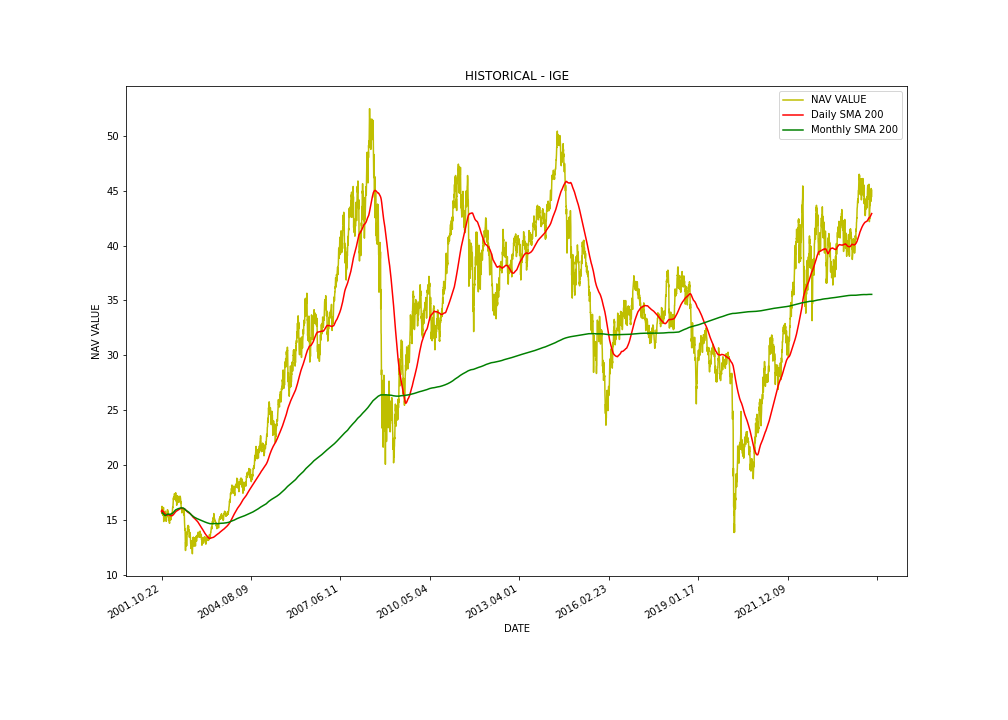 HISTORICAL - IGE
NAV VALUE
Daily SMA 200
Monthly SMA 200
50
45
40
35
30
25
20
15
10
NAV VALUE
2001.10.22
2004.08.09
2007.06.11
2010.05.04
2013.04.01
2016.02.23
2019.01.17
2021.12.09
DATE